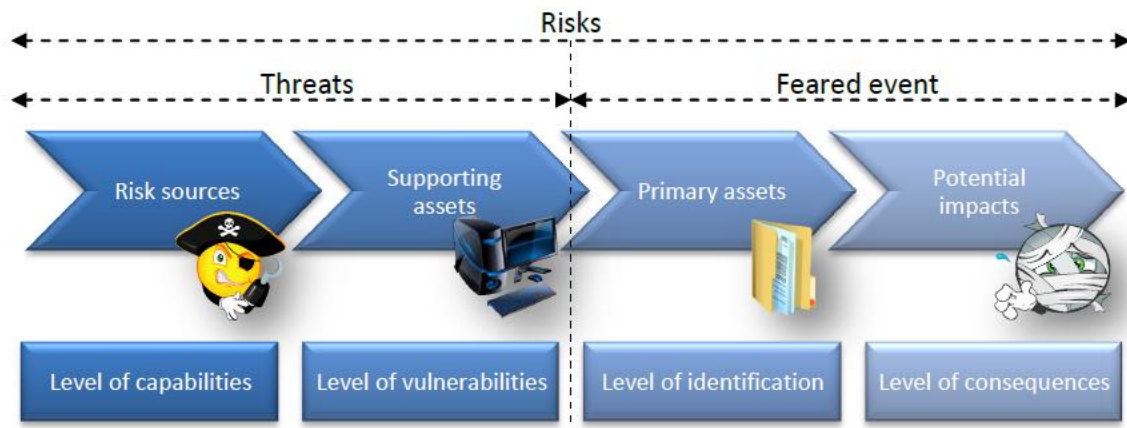 Risks
Threats
Feared event
Risk sources
Supporting
assets
Primary assets
Potential
impacts
Level of capabilities
Level of vulnerabilities
Level of identification
Level of consequences